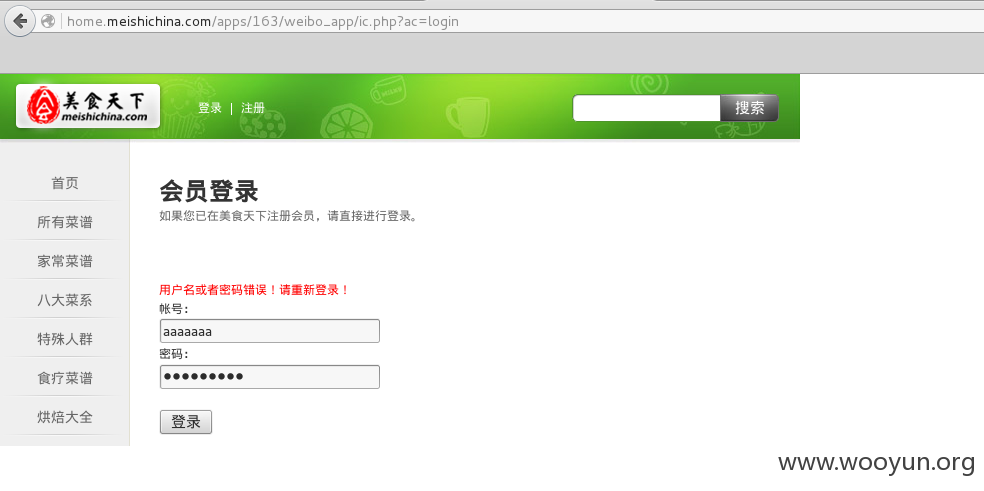 home.meishichina.com/apps/163/weibo_app/ic.php?ac=login
美食天下
meishichina.com
登录 | 注册
搜索
首页
所有菜谱
家常菜谱
八大菜系
特殊人群
食疗菜谱
烘焙大全
会员登录
如果您已在美食天下注册会员，请直接进行登录。
用户名或者密码错误！请重新登录！
帐号:
aaaaaaa
密码:
●●●●●●●●●
登录
www.wooyun.org